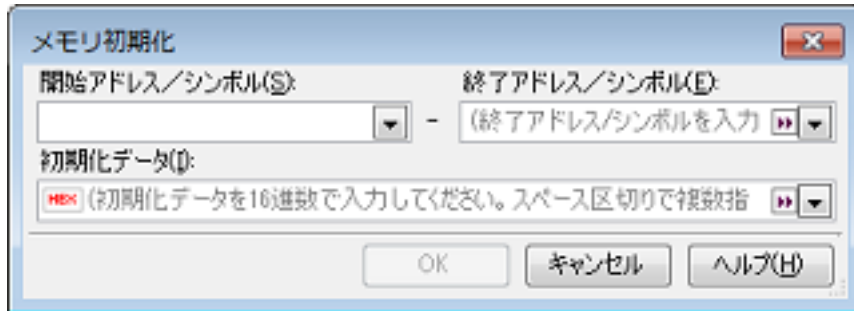 メモリ初期化
開始アドレス／シンボル(S): 終了アドレス／シンボル(E):
- (終了アドレス/シンボルを入力
初期化データ(I):
HEX (初期化データを16進数で入力してください。スペース区切りで複数指
OK キャンセル ヘルプ(H)